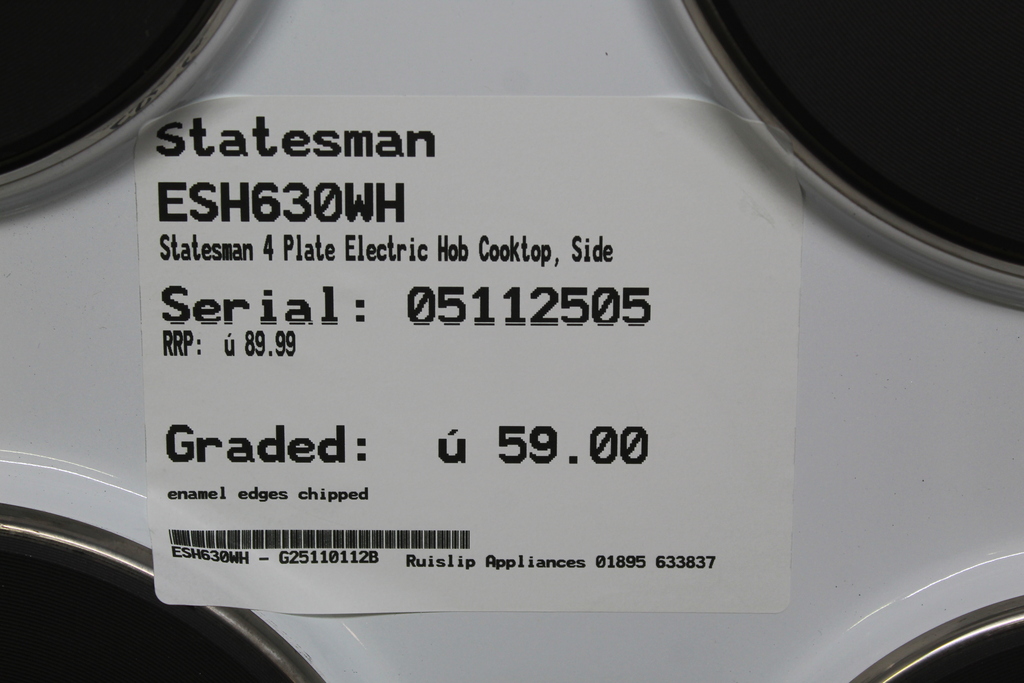 Statesman
ESH630WH
Statesman 4 Plate Electric Hob Cooktop, Side
Serial: 05112505
RRP: ú 89.99
Graded: ú 59.00
enamel edges chipped
ESH630WH - G25110112B Ruislip Appliances 01895 633837